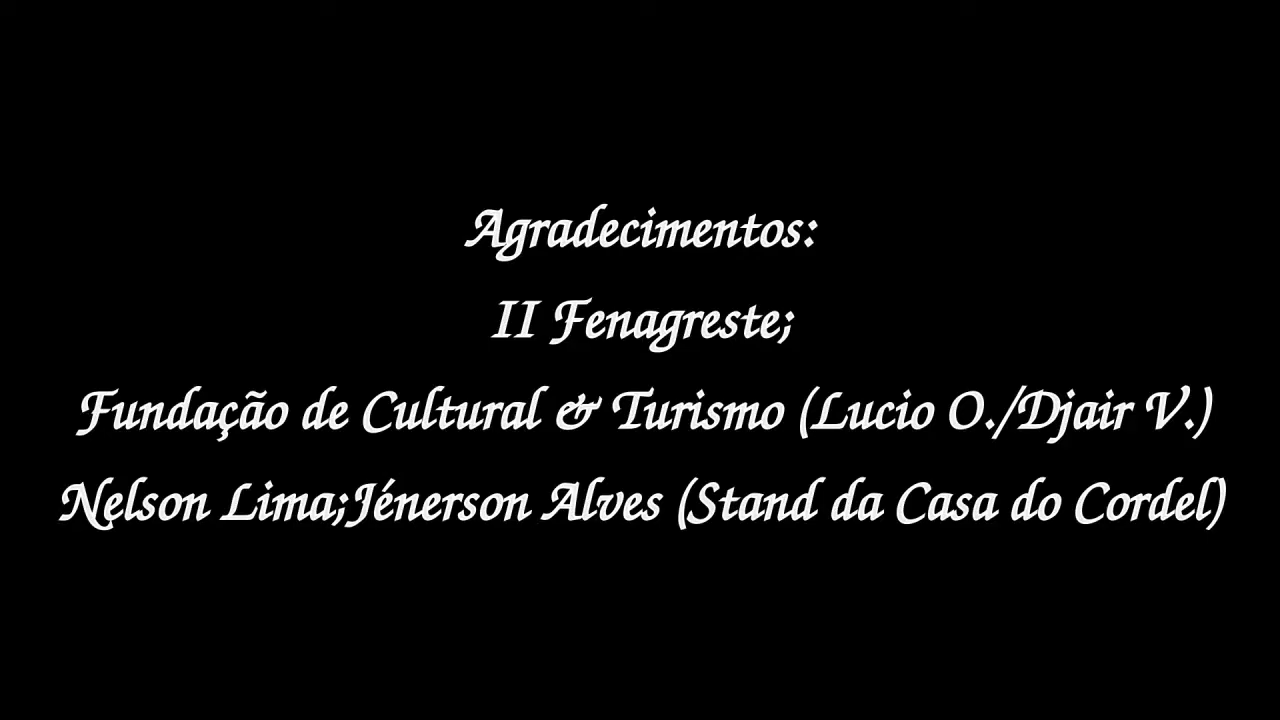 Agradecimentos:
II Fenagreste;
Fundação de Cultural & Turismo (Lucio O./Djair V.)
Nelson Lima;Jénerson Alves (Stand da Casa do Cordel)